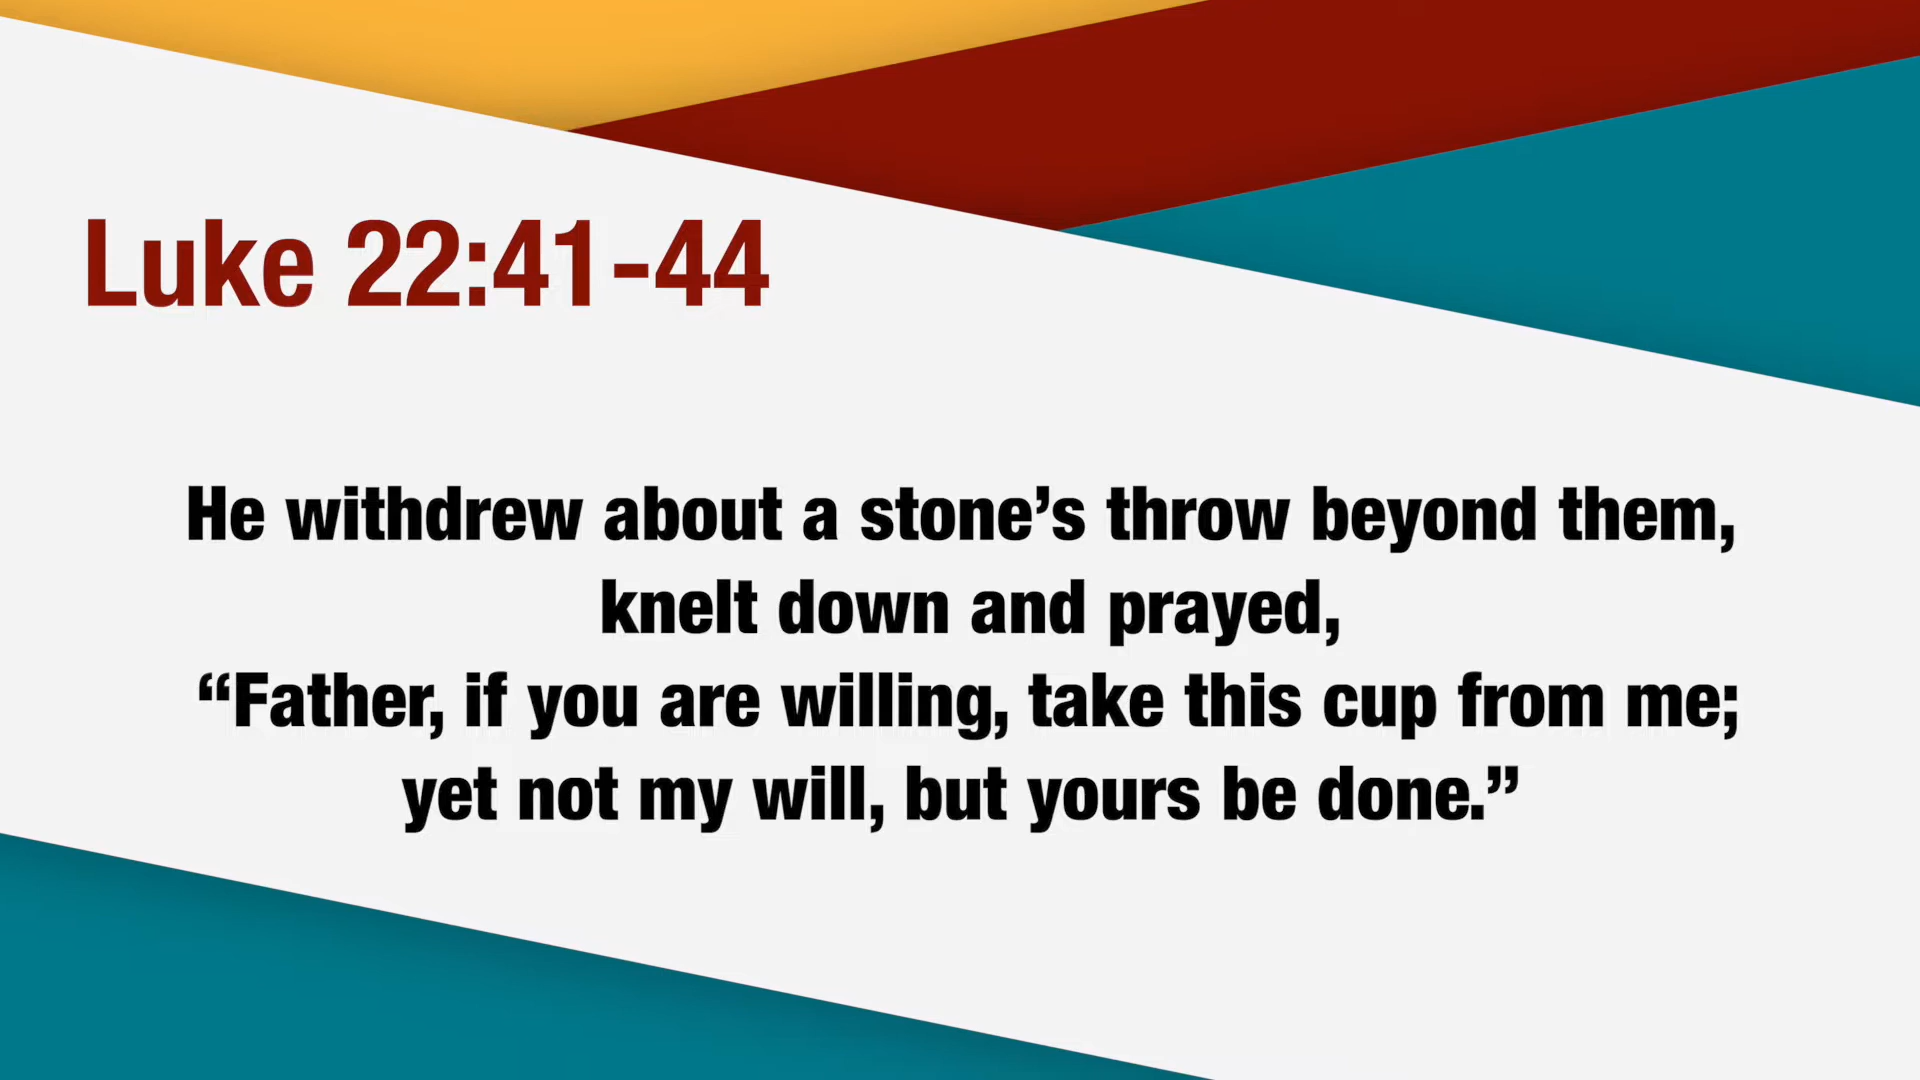 Luke 22:41-44
He withdrew about a stone’s throw beyond them,
knelt down and prayed,
“Father, if you are willing, take this cup from me;
yet not my will, but yours be done.”